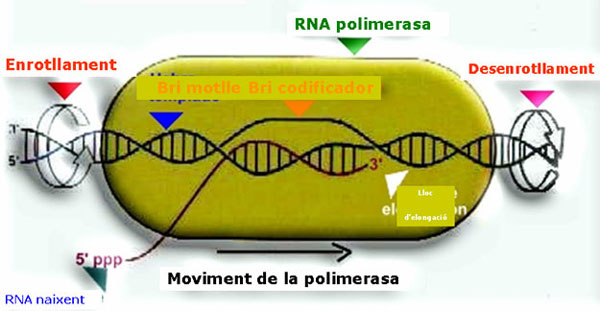 RNA polimerasa
Enrotllament
Desenrotllament
Bri motlle Bri codificador
3'
5'
3'
Lloc
d'elongació
5' ppp
Moviment de la polimerasa
RNA naixent